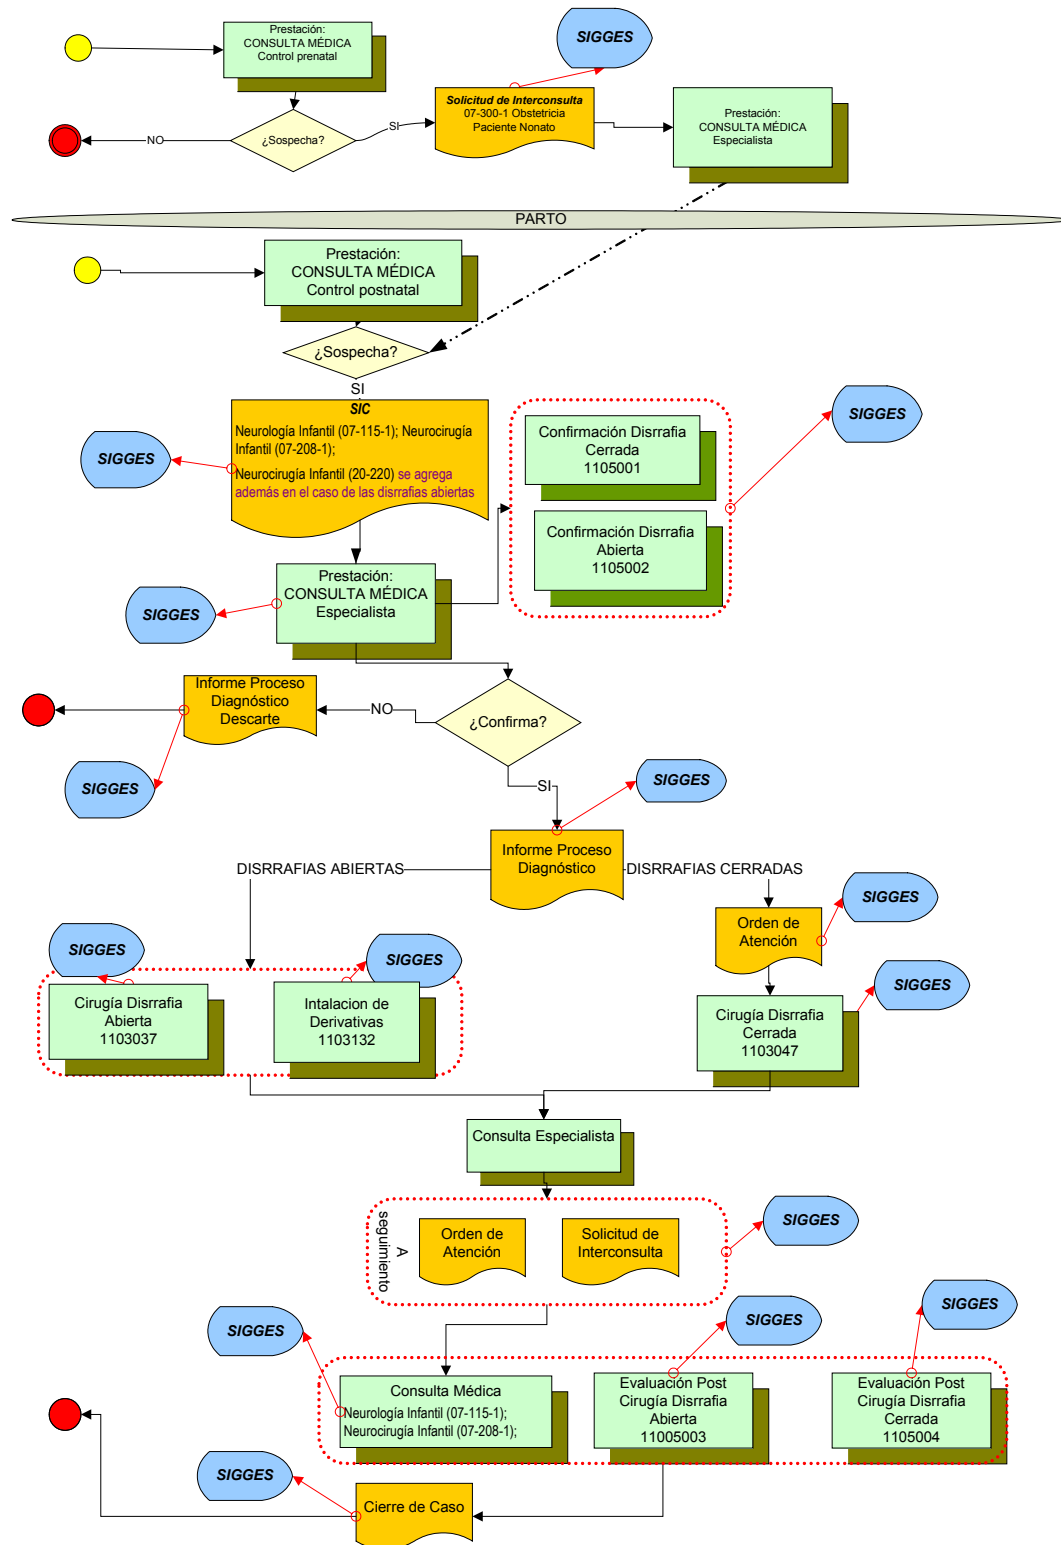 Prestación:
CONSULTA MÉDICA
Control prenatal
SIGGES
Solicitud de Interconsulta
07-300-1 Obstetricia
Paciente Nonato
Prestación:
CONSULTA MÉDICA
Especialista
¿Sospecha?
NO
SI
PARTO
Prestación:
CONSULTA MÉDICA
Control postnatal
¿Sospecha?
SI
SIC
Neurología Infantil (07-115-1); Neurocirugía
Infantil (07-208-1);
Neurocirugía Infantil (20-220) se agrega
además en el caso de las disrrafias abiertas
SIGGES
Confirmación Disrrafia
Cerrada
1105001
Confirmación Disrrafia
Abierta
1105002
SIGGES
Prestación:
CONSULTA MÉDICA
Especialista
SIGGES
Informe Proceso
Diagnóstico
Descarte
NO
¿Confirma?
SIGGES
SI
SIGGES
Informe Proceso
Diagnóstico
DISRRAFIAS ABIERTAS
DISRRAFIAS CERRADAS
Orden de
Atención
SIGGES
SIGGES
SIGGES
Cirugía Disrrafia
Abierta
1103037
Intalacion de
Derivativas
1103132
Cirugía Disrrafia
Cerrada
1103047
SIGGES
Consulta Especialista
A
seguimiento
Orden de
Atención
Solicitud de
Interconsulta
SIGGES
SIGGES
SIGGES
SIGGES
Consulta Médica
Neurología Infantil (07-115-1);
Neurocirugía Infantil (07-208-1);
Evaluación Post
Cirugía Disrrafia
Abierta
11005003
Evaluación Post
Cirugía Disrrafia
Cerrada
1105004
SIGGES
Cierre de Caso